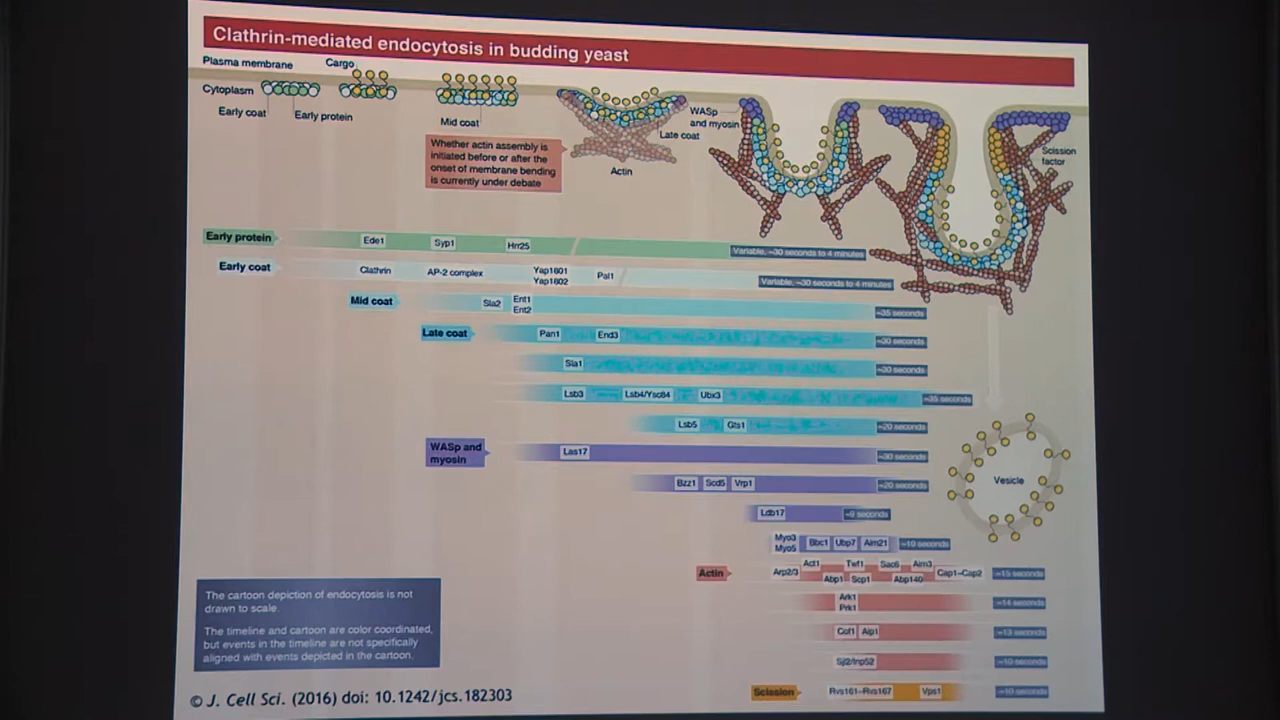 Clathrin-mediated endocytosis in budding yeast
Plasma membrane
Cargo
Cytoplasm
Early coat
Early protein
Mid coat
WASp
and myosin
Late coat
Actin
Scission
factor
Whether actin assembly is
initiated before or after the
onset of membrane bending
is currently under debate
Early protein
Ede1
Syp1
Hrr25
Variable, ~30 seconds to 4 minutes
Early coat
Clathrin
AP-2 complex
Yap1801
Yap1802
Pal1
Variable, ~30 seconds to 4 minutes
Mid coat
Sla2
Ent1
Ent2
~35 seconds
Late coat
Pan1
End3
~30 seconds
Sla1
~30 seconds
Lsb3
Lsb4/Ysc84
Ubx3
~35 seconds
Lsb5
Gts1
~20 seconds
WASp and
myosin
Las17
~30 seconds
Bzz1
Scd5
Vrp1
~20 seconds
Ldb17
~9 seconds
Myo3
Myo5
Bbc1
Ubp7
Aim21
~10 seconds
Actin
Arp2/3
Act1
Abp1
Twf1
Scp1
Sac6
Abp140
Aim3
Cap1–Cap2
~15 seconds
Ark1
Prk1
~14 seconds
Cof1
Aip1
~13 seconds
Sjl2/Inp52
~10 seconds
Scission
Rvs161–Rvs167
Vps1
~10 seconds
Vesicle
The cartoon depiction of endocytosis is not
drawn to scale.
The timeline and cartoon are color coordinated,
but events in the timeline are not specifically
aligned with events depicted in the cartoon.
© J. Cell Sci. (2016) doi: 10.1242/jcs.182303